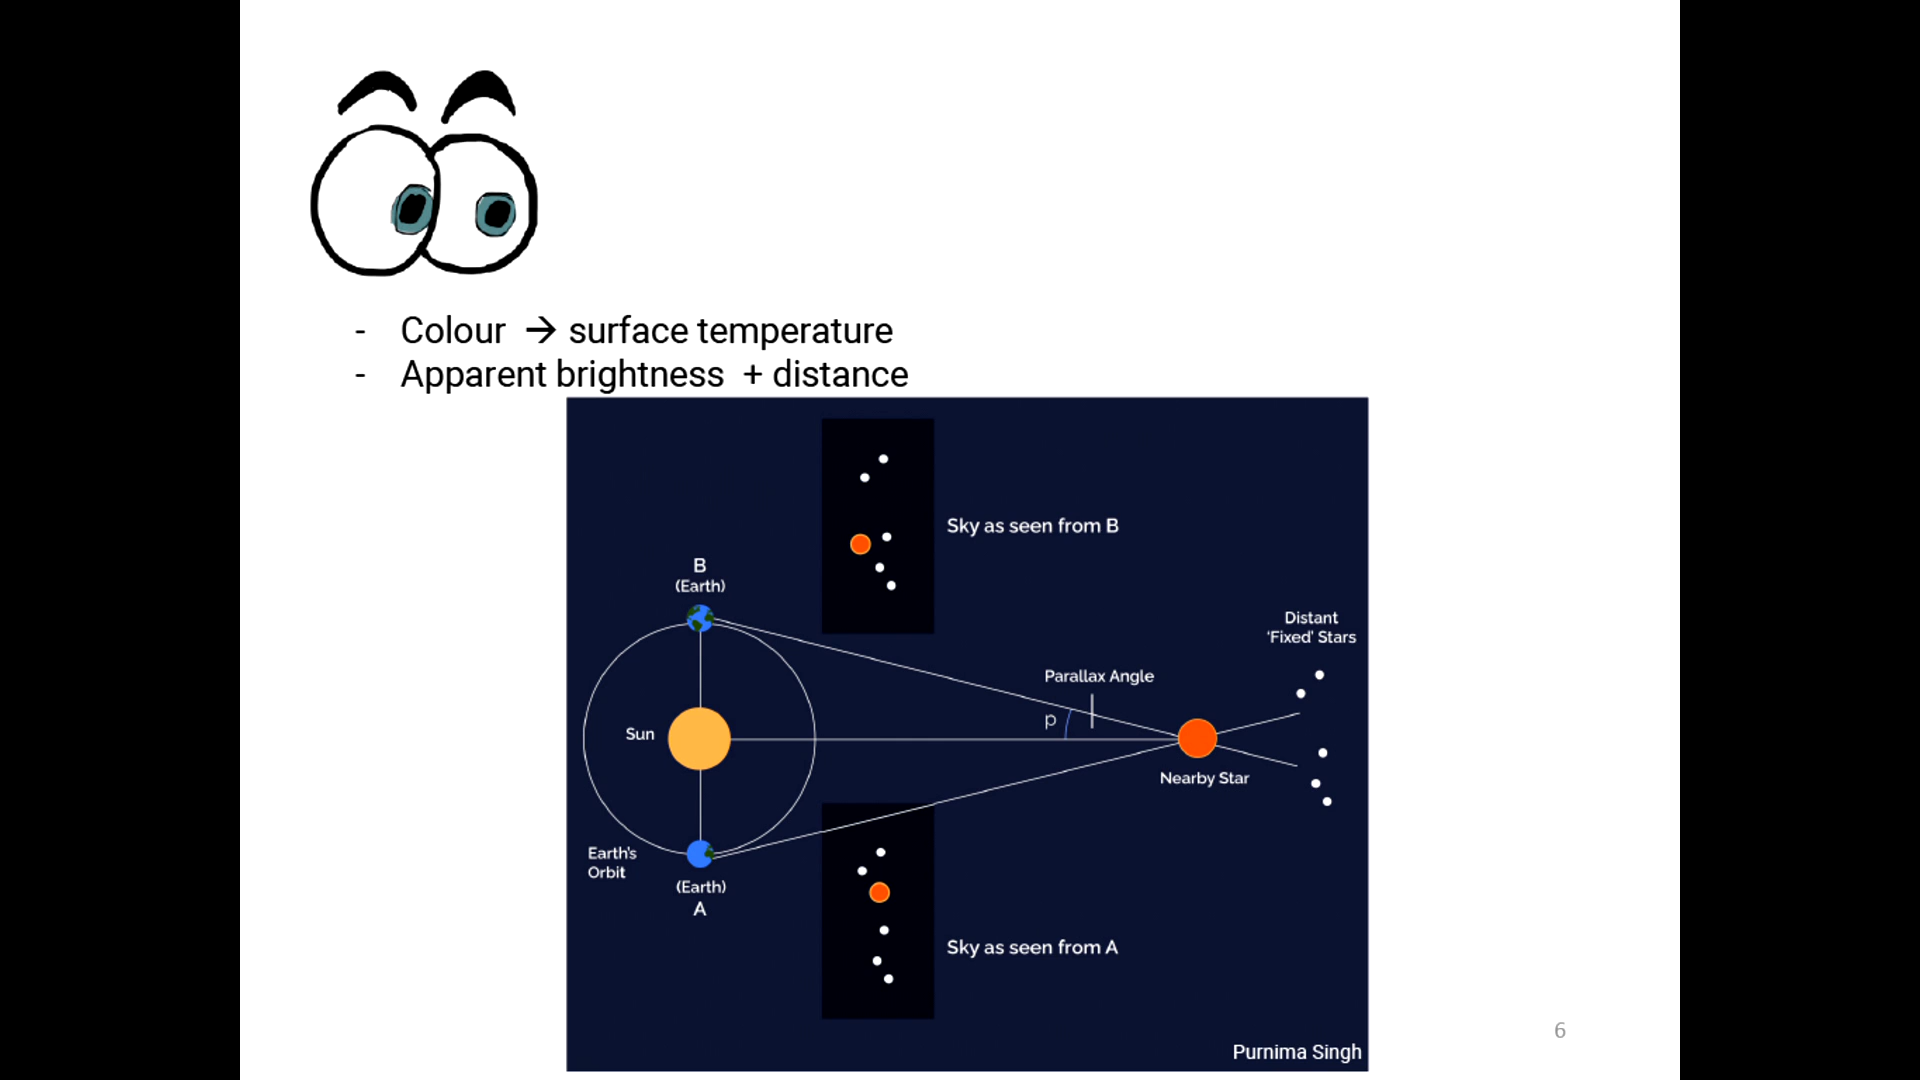 - Colour → surface temperature
- Apparent brightness + distance
Sky as seen from B
B
(Earth)
Distant
'Fixed' Stars
Parallax Angle
p
Sun
Nearby Star
Earth's
Orbit
(Earth)
A
Sky as seen from A
6
Purnima Singh